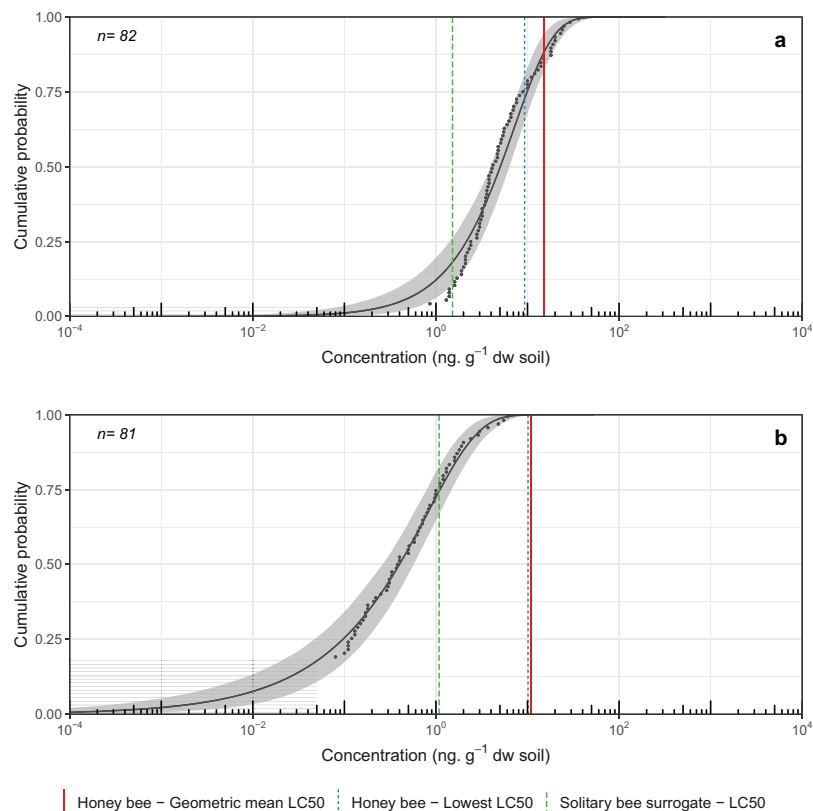 1.00
n= 82
a
0.75
0.50
0.25
0.00
Cumulative probability
10⁻⁴ 10⁻² 10⁰ 10² 10⁴
Concentration (ng. g⁻¹ dw soil)
1.00
n= 81
b
0.75
0.50
0.25
0.00
Cumulative probability
10⁻⁴ 10⁻² 10⁰ 10² 10⁴
Concentration (ng. g⁻¹ dw soil)
Honey bee − Geometric mean LC50 Honey bee − Lowest LC50 Solitary bee surrogate − LC50